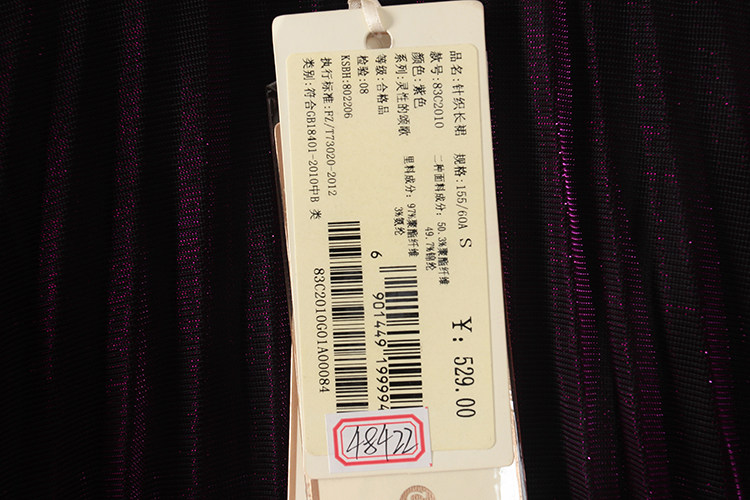 品名:针织长裙 规格:155/60A S
款号:83C2010
二种面料成分:50.3%聚酯纤维
49.7%锦纶
颜色:紫色
系列:灵性的颂歌
里料成分:97%聚酯纤维
3%氨纶
等级:合格品
检验:08
KSBH:802206
执行标准:FZ/T73020-2012
类别:符合GB18401-2010中B 类
¥: 529.00
6 901449 199994
83C2010G01A00084
48422